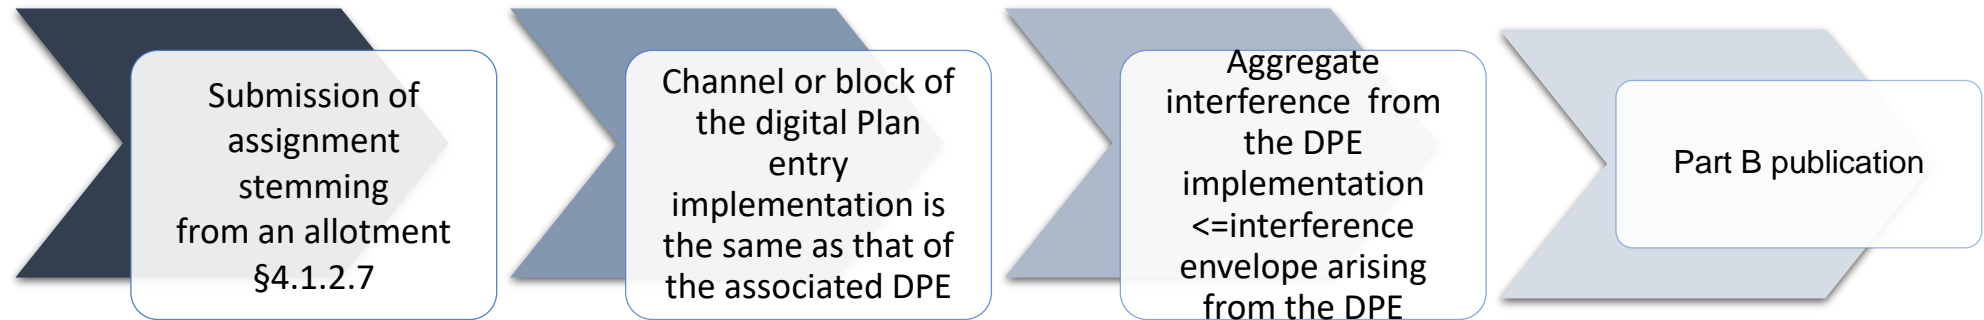 Submission of
assignment
stemming
from an allotment
§4.1.2.7
Channel or block of
the digital Plan
entry
implementation is
the same as that of
the associated DPE
Aggregate
interference from
the DPE
implementation
<=interference
envelope arising
from the DPE
Part B publication